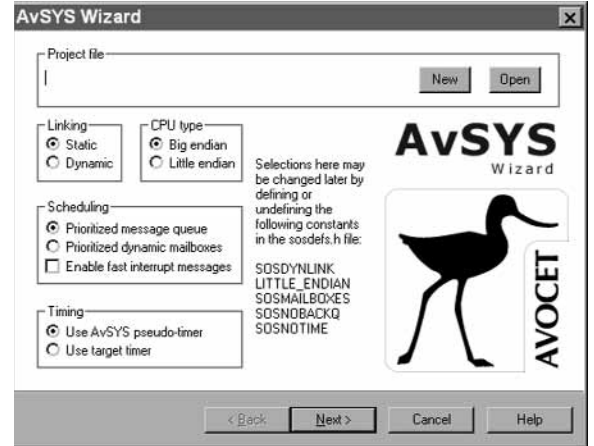 AvSYS Wizard
Project file
New
Open
Linking
Static
Dynamic
CPU type
Big endian
Little endian
Scheduling
Prioritized message queue
Prioritized dynamic mailboxes
Enable fast interrupt messages
Timing
Use AvSYS pseudo-timer
Use target timer
Selections here may
be changed later by
defining or
undefining the
following constants
in the sosdefs.h file:
SOSDYNLINK
LITTLE_ENDIAN
SOSMAILBOXES
SOSNOBACKQ
SOSNOTIME
AvSYS
Wizard
AVOCET
< Back
Next >
Cancel
Help